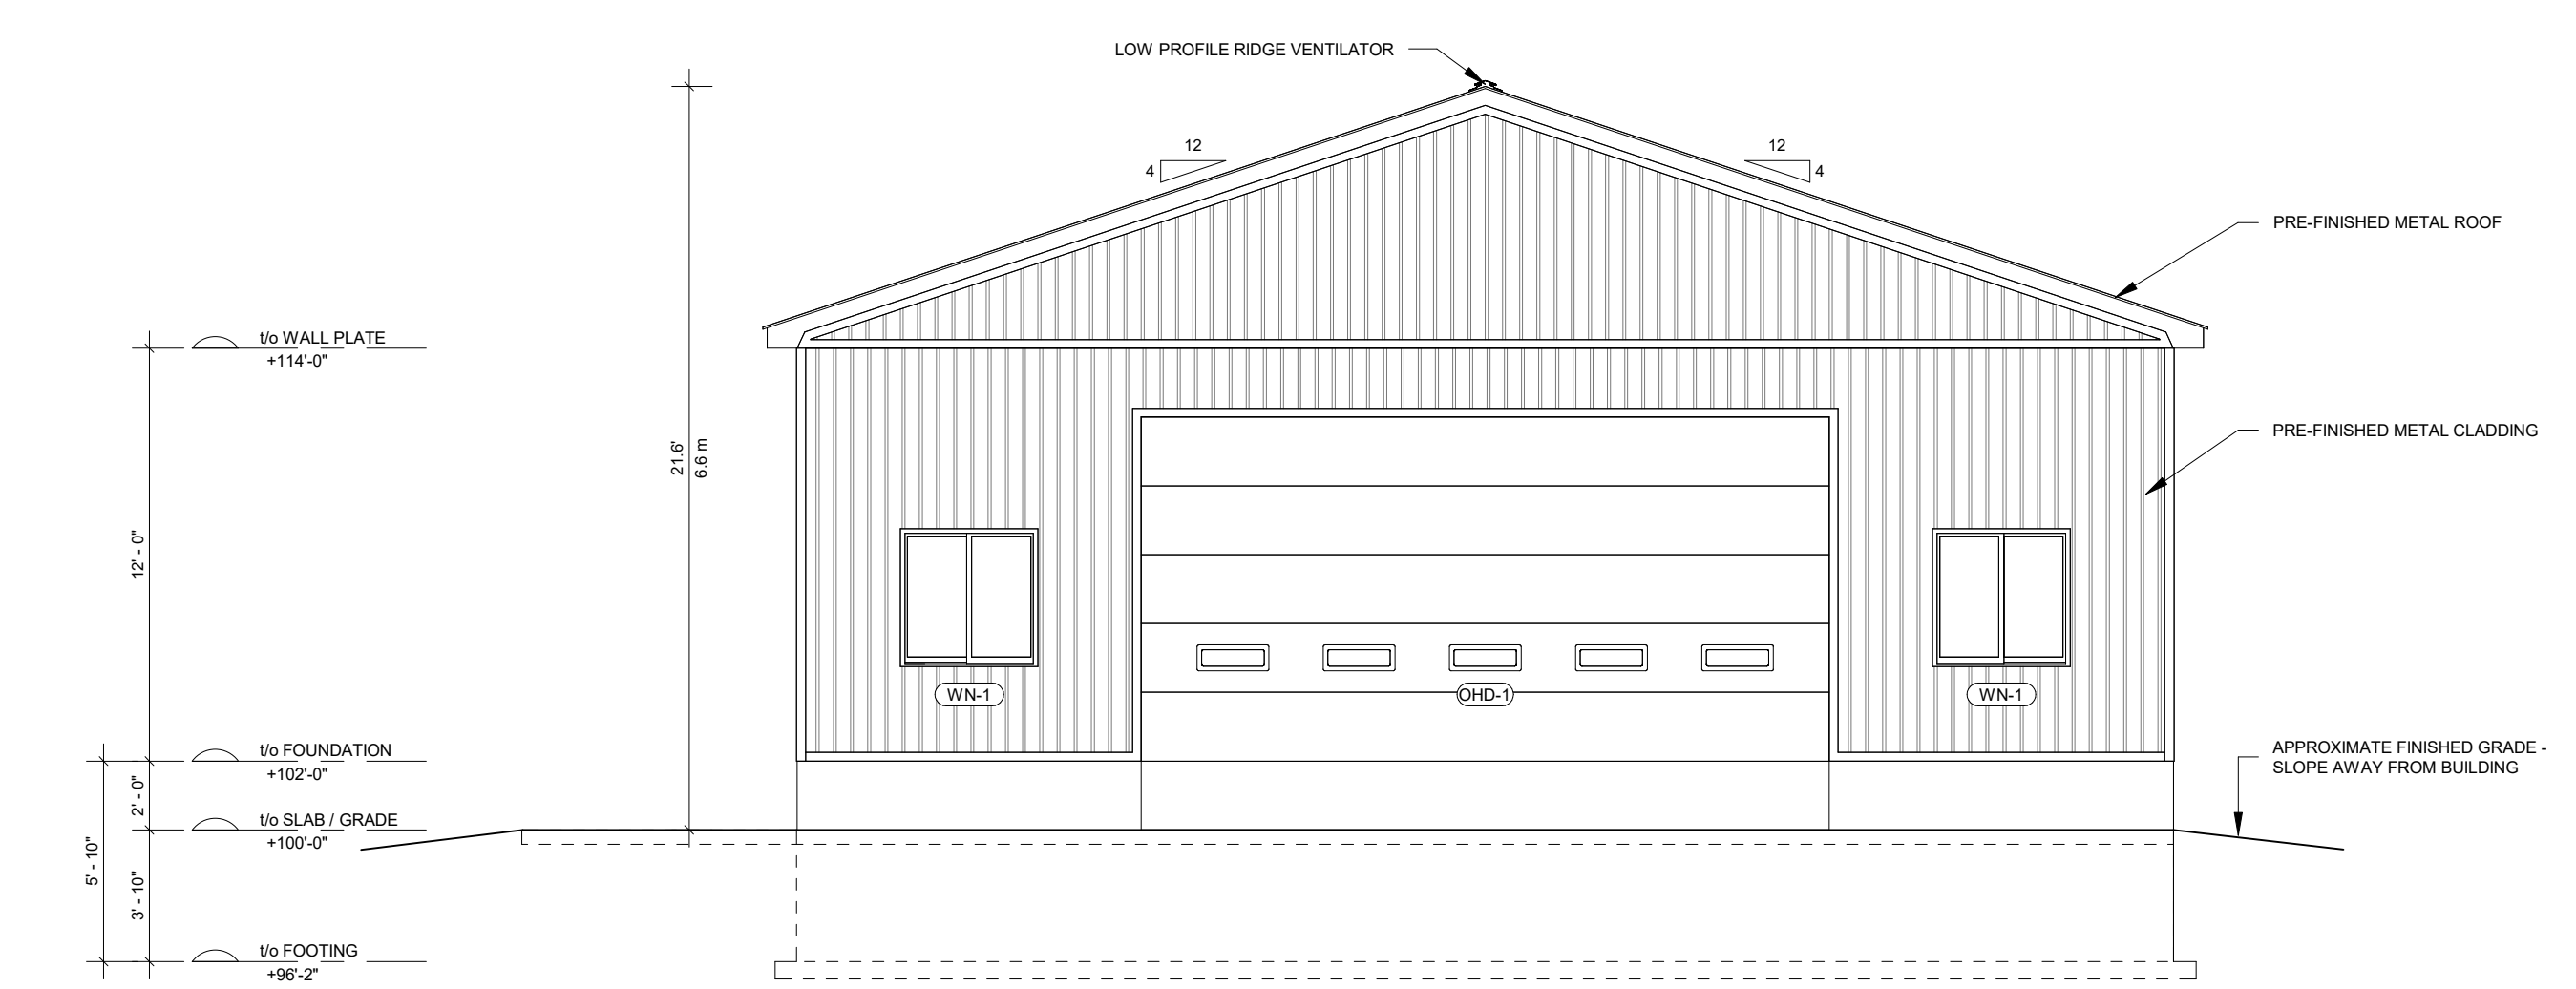 LOW PROFILE RIDGE VENTILATOR
12
4
12
4
PRE-FINISHED METAL ROOF
t/o WALL PLATE
+114'-0"
21.6'
6.6 m
PRE-FINISHED METAL CLADDING
12' - 0"
WN-1
OHD-1
WN-1
t/o FOUNDATION
+102'-0"
2' - 0"
APPROXIMATE FINISHED GRADE -
SLOPE AWAY FROM BUILDING
t/o SLAB / GRADE
+100'-0"
5' - 10"
3' - 10"
t/o FOOTING
+96'-2"